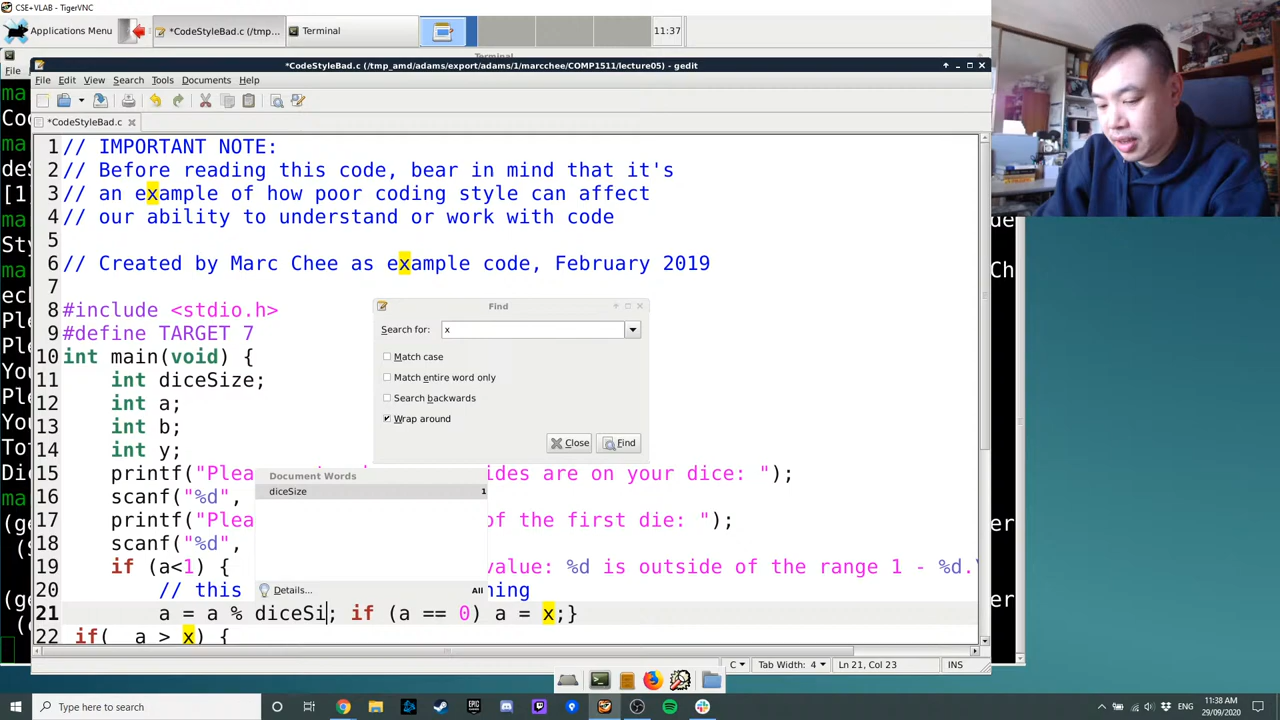 CSE+VLAB - TigerVNC
Applications Menu
*CodeStyleBad.c (/tmp...
Terminal
11:37
Terminal
File
*CodeStyleBad.c (/tmp_amd/adams/export/adams/1/marcchee/COMP1511/lecture05) - gedit
File Edit View Search Tools Documents Help
*CodeStyleBad.c
1 // IMPORTANT NOTE:
2 // Before reading this code, bear in mind that it's
3 // an example of how poor coding style can affect
4 // our ability to understand or work with code
5
6 // Created by Marc Chee as example code, February 2019
7
8 #include <stdio.h>
9 #define TARGET 7
10 int main(void) {
11 int diceSize;
12 int a;
13 int b;
14 int y;
15 printf("Plea sides are on your dice: ");
16 scanf("%d",
17 printf("Plea of the first die: ");
18 scanf("%d",
19 if (a<1) { value: %d is outside of the range 1 - %d.\
20 // this ning
21 a = a % diceSi; if (a == 0) a = x;}
22 if(  a > x) {
Find
Search for: x
Match case
Match entire word only
Search backwards
Wrap around
Close Find
Document Words
diceSize 1
Details... All
C Tab Width: 4 Ln 21, Col 23 INS
Type here to search
ENG
11:38 AM
29/09/2020